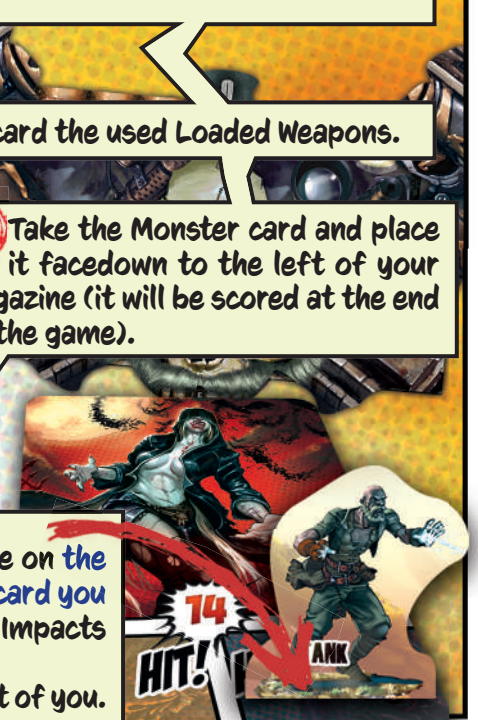 card the used Loaded Weapons.
Take the Monster card and place
it facedown to the left of your
gazine (it will be scored at the end
the game).
e on the
card you
Impacts
t of you.
14
HIT!
ANK